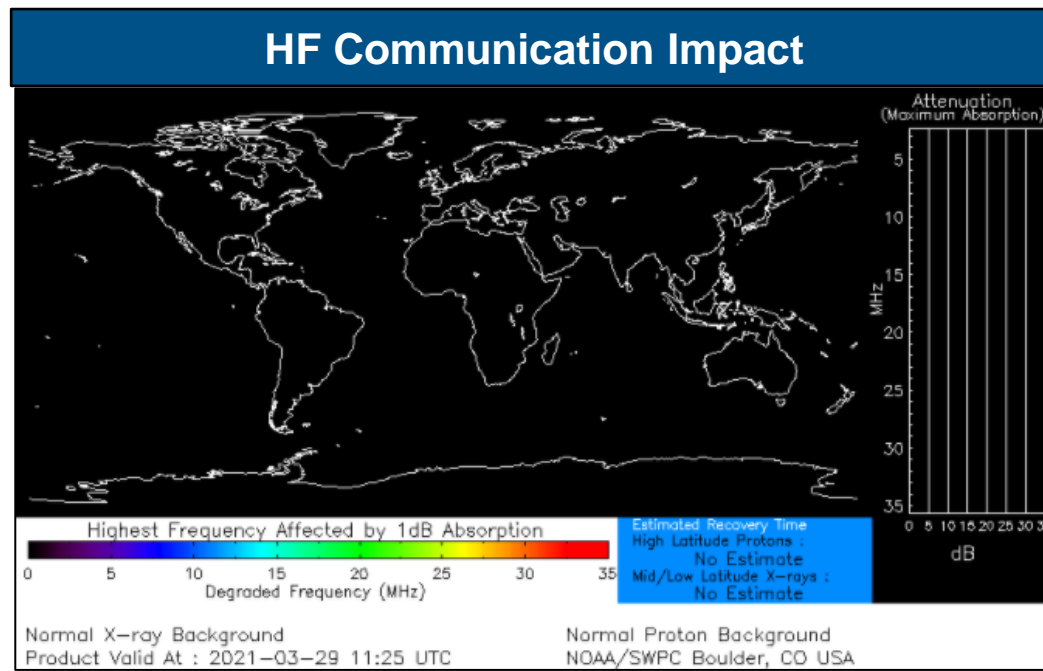 HF Communication Impact
Attenuation
(Maximum Absorption)
5
10
15
20
25
30
35
MHz
0 5 10 15 20 25 30
dB
Highest Frequency Affected by 1dB Absorption
0 5 10 15 20 25 30 35
Degraded Frequency (MHz)
Estimated Recovery Time
High Latitude Protons :
No Estimate
Mid/Low Latitude X-rays :
No Estimate
Normal X-ray Background
Product Valid At : 2021-03-29 11:25 UTC
Normal Proton Background
NOAA/SWPC Boulder, CO USA